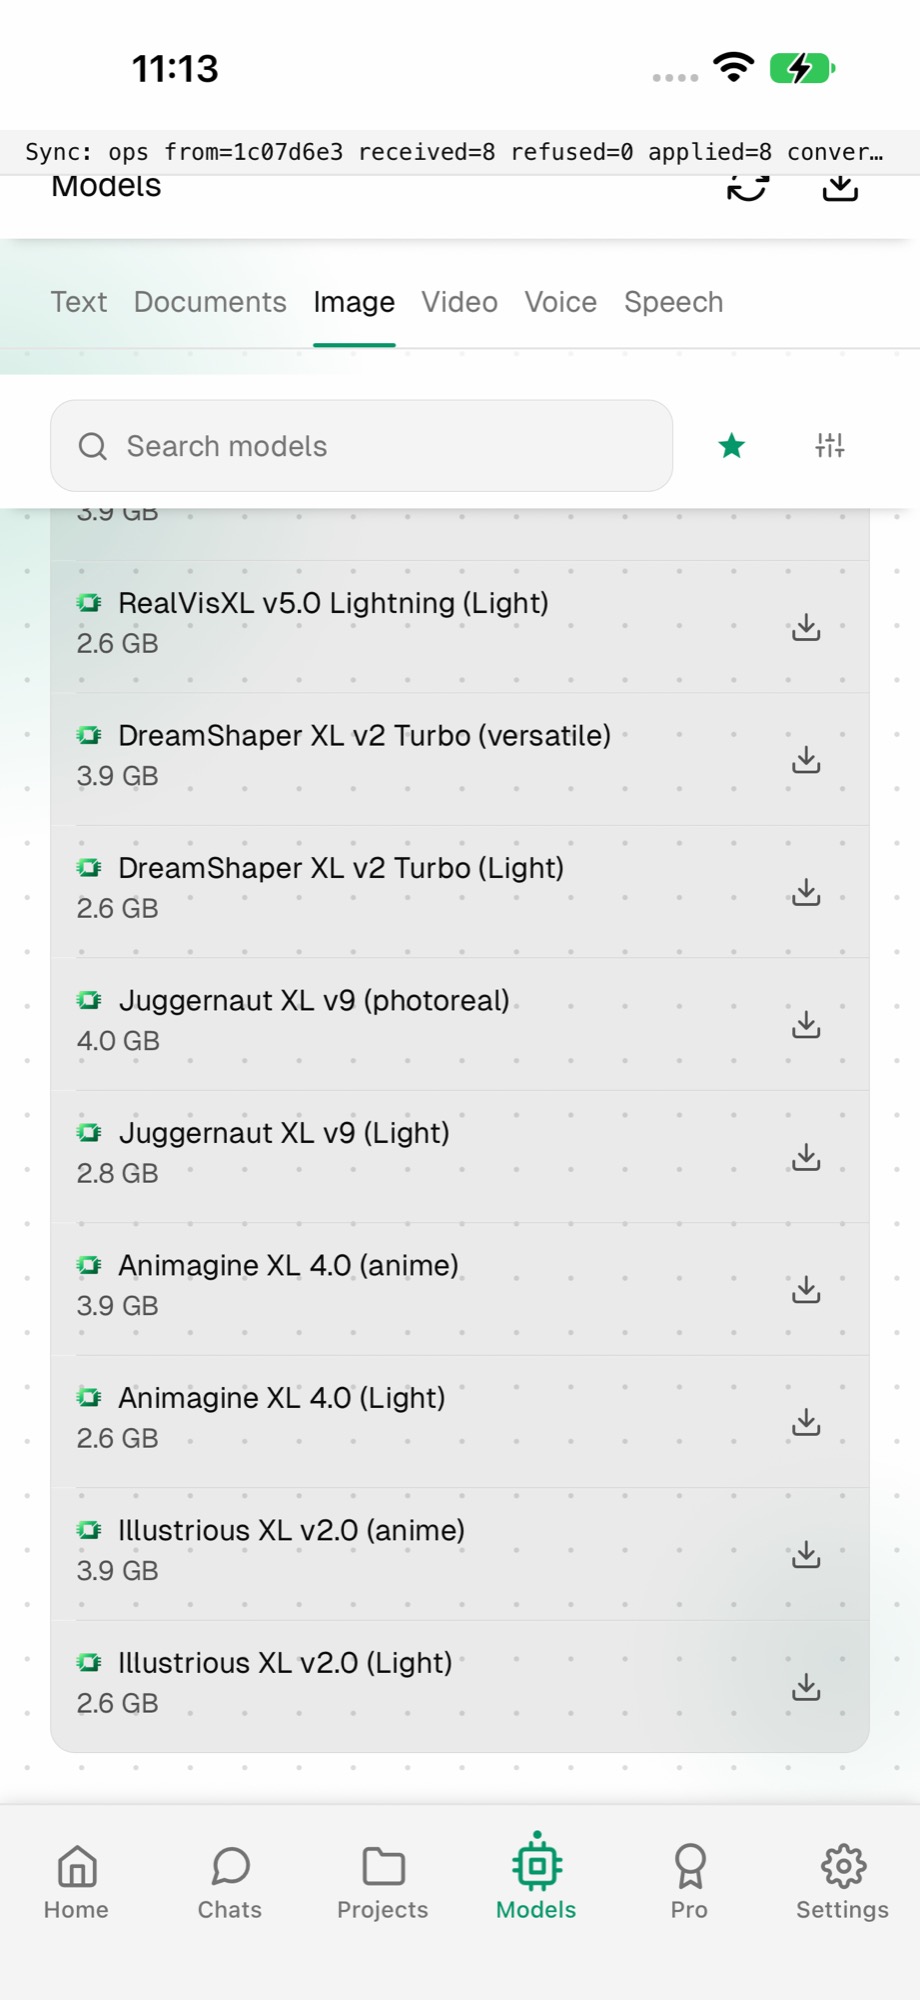 11:13
Sync: ops from=1c07d6e3 received=8 refused=0 applied=8 conver…
Models
Text Documents Image Video Voice Speech
Search models
3.9 GB
RealVisXL v5.0 Lightning (Light)
2.6 GB
DreamShaper XL v2 Turbo (versatile)
3.9 GB
DreamShaper XL v2 Turbo (Light)
2.6 GB
Juggernaut XL v9 (photoreal)
4.0 GB
Juggernaut XL v9 (Light)
2.8 GB
Animagine XL 4.0 (anime)
3.9 GB
Animagine XL 4.0 (Light)
2.6 GB
Illustrious XL v2.0 (anime)
3.9 GB
Illustrious XL v2.0 (Light)
2.6 GB
Home Chats Projects Models Pro Settings